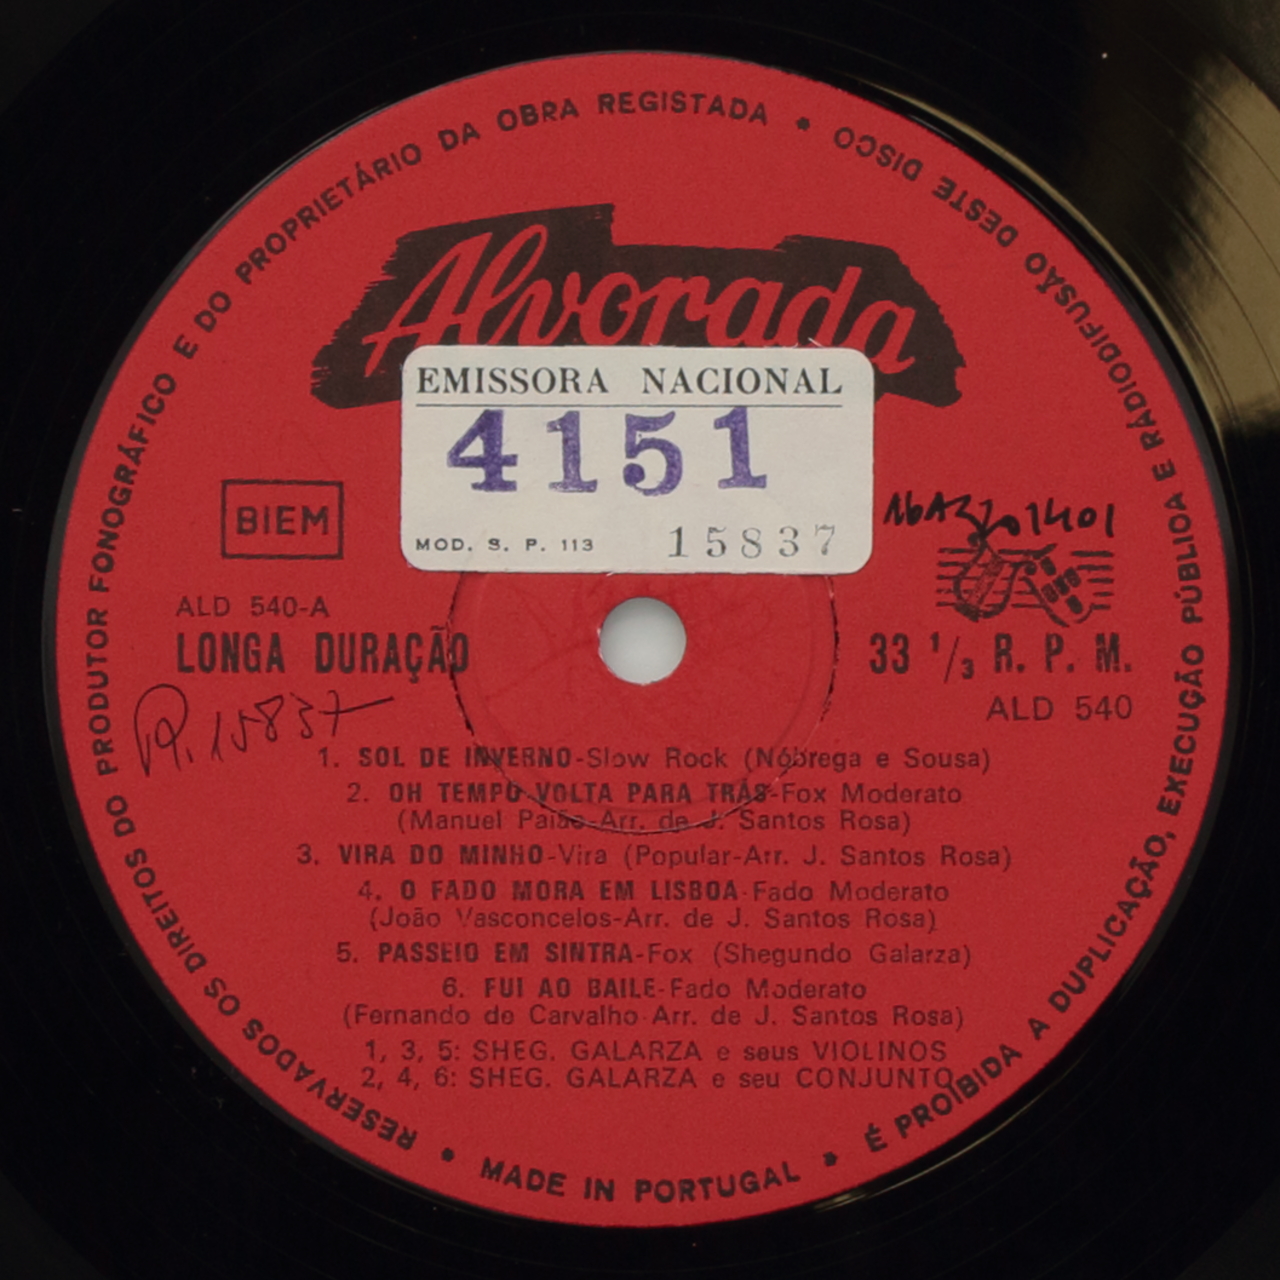 RESERVADOS OS DIREITOS DO PRODUTOR FONOGRÁFICO E DO PROPRIETÁRIO DA OBRA REGISTADA • É PROIBIDA A DUPLICAÇÃO, EXECUÇÃO PÚBLICA E RÁDIODIFUSÃO DESTE DISCO
Alvorada
EMISSORA NACIONAL
4151
MOD. S. P. 113 15837
BIEM
ALD 540-A
LONGA DURAÇÃO
33 1/3 R. P. M.
ALD 540
R. 15837
1. SOL DE INVERNO-Slow Rock (Nóbrega e Sousa)
2. OH TEMPO VOLTA PARA TRÁS-Fox Moderato
(Manuel Paião-Arr. de J. Santos Rosa)
3. VIRA DO MINHO-Vira (Popular-Arr. J. Santos Rosa)
4. O FADO MORA EM LISBOA-Fado Moderato
(João Vasconcelos-Arr. de J. Santos Rosa)
5. PASSEIO EM SINTRA-Fox (Shegundo Galarza)
6. FUI AO BAILE-Fado Moderato
(Fernando de Carvalho-Arr. de J. Santos Rosa)
1, 3, 5: SHEG. GALARZA e seus VIOLINOS
2, 4, 6: SHEG. GALARZA e seu CONJUNTO
• MADE IN PORTUGAL •